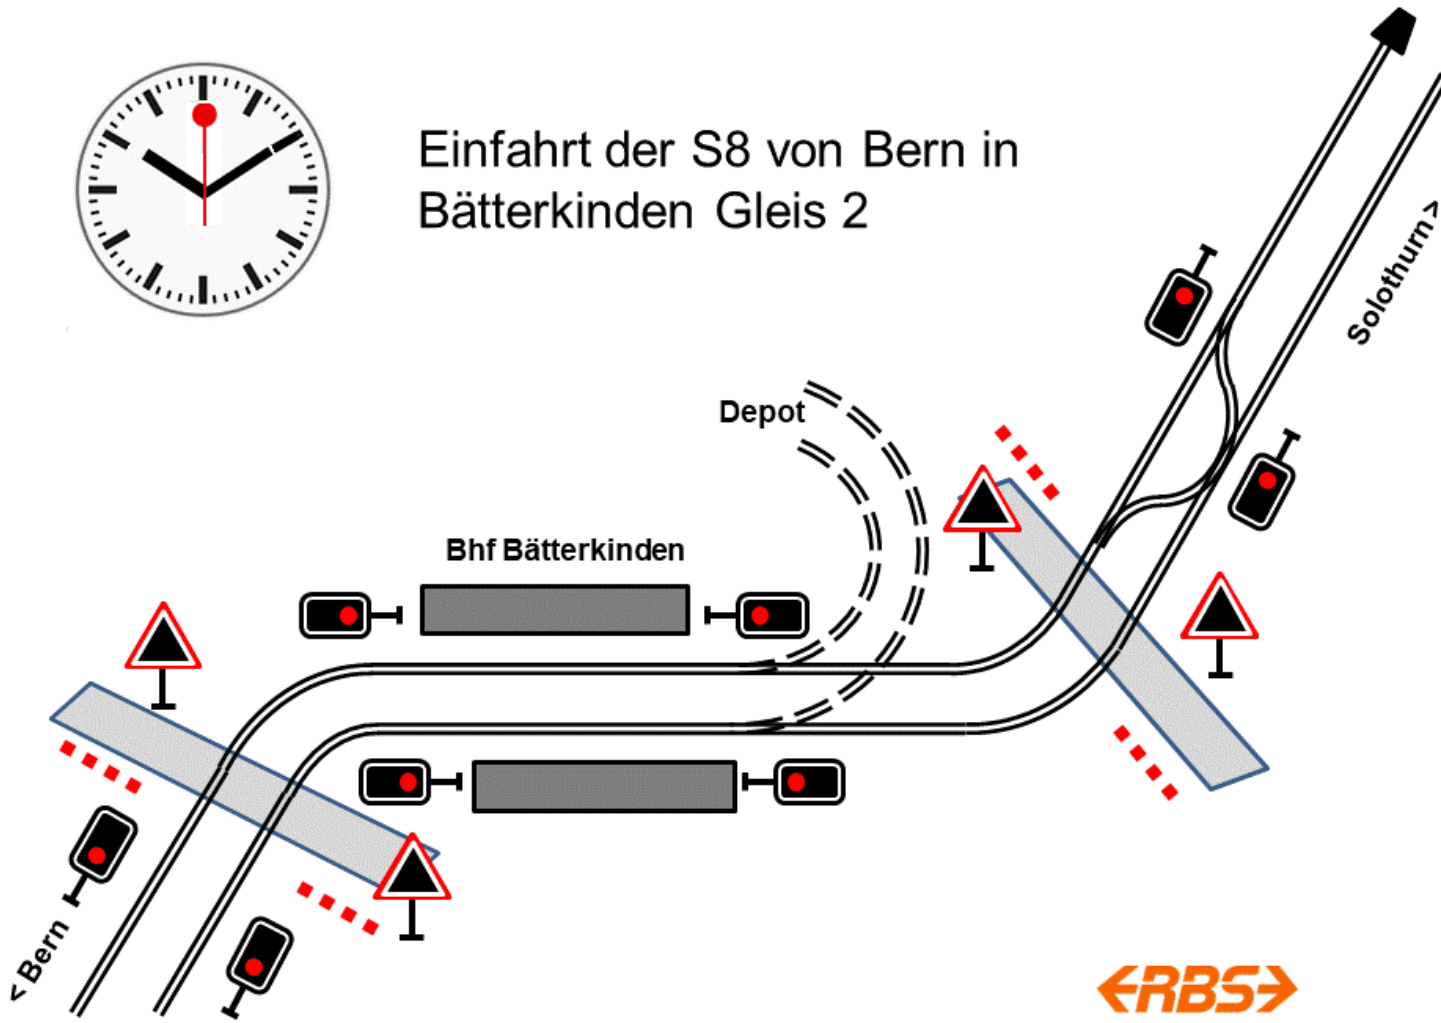 Einfahrt der S8 von Bern in
Bätterkinden Gleis 2
Solothurn >
Depot
Bhf Bätterkinden
< Bern
RBS